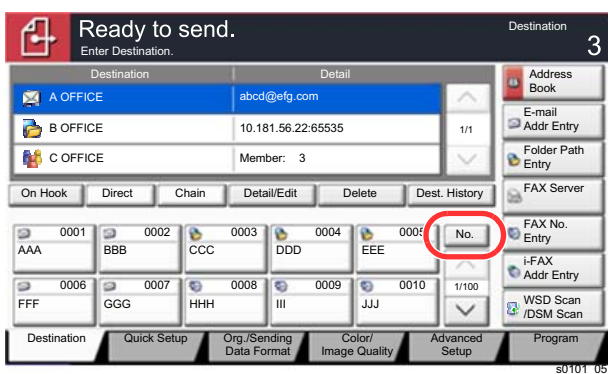 Ready to send.
Enter Destination.
Destination
3
Destination Detail
A OFFICE abcd@efg.com
B OFFICE 10.181.56.22:65535 1/1
C OFFICE Member: 3
On Hook Direct Chain Detail/Edit Delete Dest. History
0001 0002 0003 0004 0005 No.
AAA BBB CCC DDD EEE
0006 0007 0008 0009 0010 1/100
FFF GGG HHH III JJJ
Address
Book
E-mail
Addr Entry
Folder Path
Entry
FAX Server
FAX No.
Entry
i-FAX
Addr Entry
WSD Scan
/DSM Scan
Destination Quick Setup Org./Sending
Data Format Color/
Image Quality Advanced
Setup Program
s0101_05